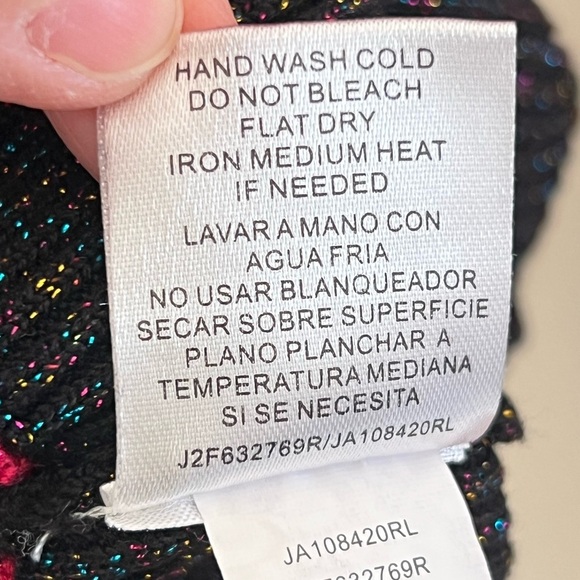 HAND WASH COLD
DO NOT BLEACH
FLAT DRY
IRON MEDIUM HEAT
IF NEEDED
LAVAR A MANO CON
AGUA FRIA
NO USAR BLANQUEADOR
SECAR SOBRE SUPERFICIE
PLANO PLANCHAR A
TEMPERATURA MEDIANA
SI SE NECESITA
J2F632769R/JA108420RL
JA108420RL